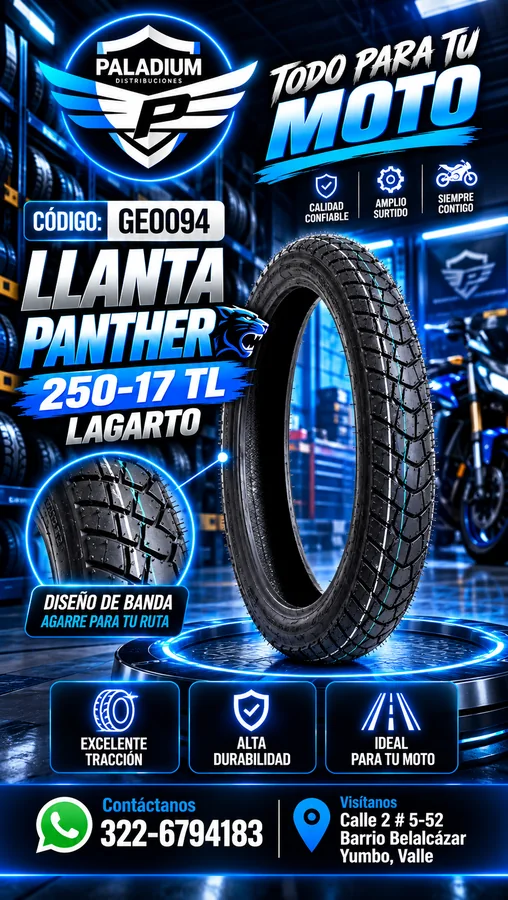 PALADIUM
DISTRIBUCIONES
P
TODO PARA TU
MOTO
CALIDAD
CONFIABLE
AMPLIO
SURTIDO
SIEMPRE
CONTIGO
CÓDIGO: GE0094
LLANTA
PANTHER
250-17 TL
LAGARTO
DISEÑO DE BANDA
AGARRE PARA TU RUTA
EXCELENTE
TRACCIÓN
ALTA
DURABILIDAD
IDEAL
PARA TU MOTO
Contáctanos
322-6794183
Visítanos
Calle 2 # 5-52
Barrio Belalcázar
Yumbo, Valle